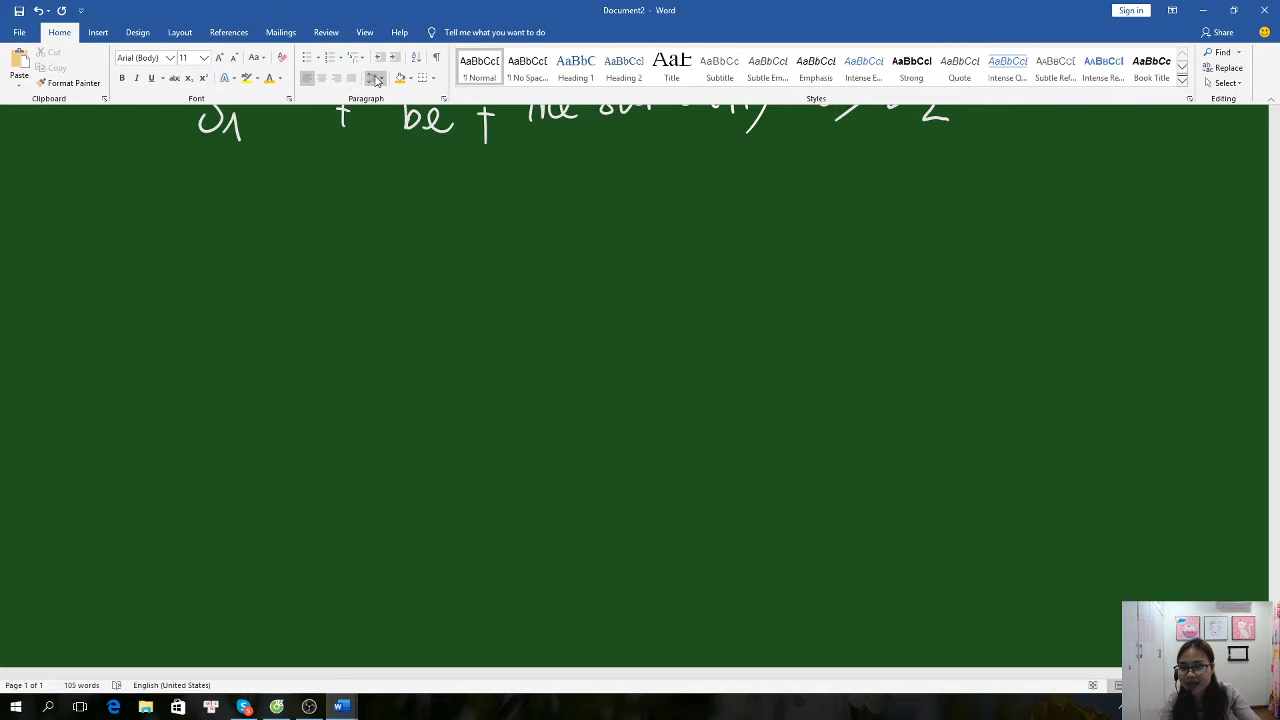 Document2 - Word
Sign in
File Home Insert Design Layout References Mailings Review View Help Tell me what you want to do
Share
Paste
Cut
Copy
Format Painter
Clipboard
Arial (Body) 11
Font
Paragraph
AaBbCcI AaBbCcI AaBbC AaBbCcI AaB AaBbCcD AaBbCcI AaBbCcI AaBbCcI AaBbCcI AaBbCcI AaBbCcI AaBbCcI AaBbCcI AaBbCc
¶ Normal ¶ No Spac... Heading 1 Heading 2 Title Subtitle Subtle Em... Emphasis Intense E... Strong Quote Intense Q... Subtle Ref... Intense Re... Book Title
Styles
Find
Replace
Select
Editing
S1 + be + the
Page 1 of 1 105 words English (United States)